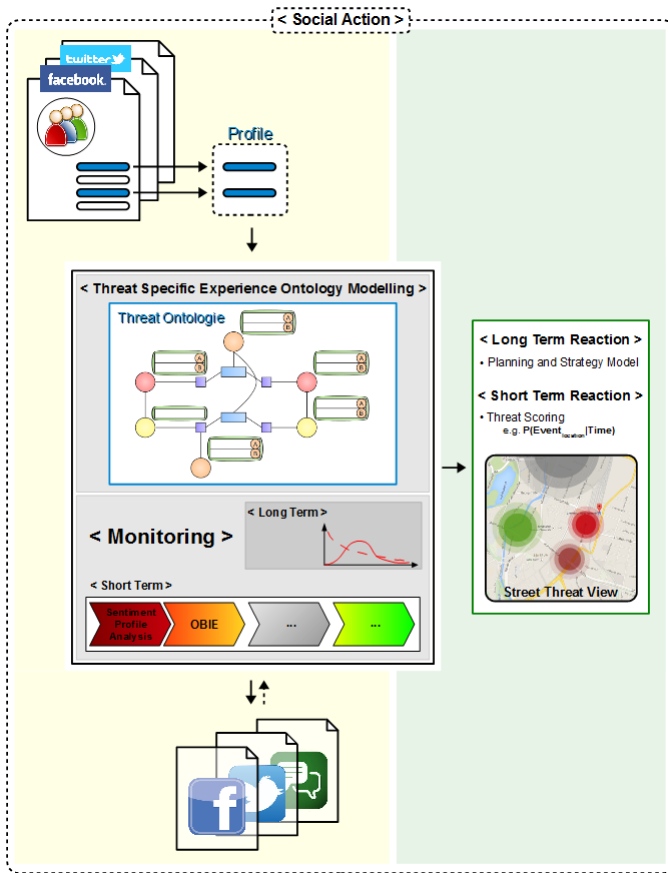 < Social Action >
twitter
facebook.
Profile
< Threat Specific Experience Ontology Modelling >
Threat Ontologie
A
B
A
B
A
B
A
B
A
B
< Monitoring >
< Long Term >
< Short Term >
Sentiment
Profile
Analysis
OBIE
...
...
< Long Term Reaction >
• Planning and Strategy Model
< Short Term Reaction >
• Threat Scoring
e.g. P(Event location|Time)
Street Threat View
f